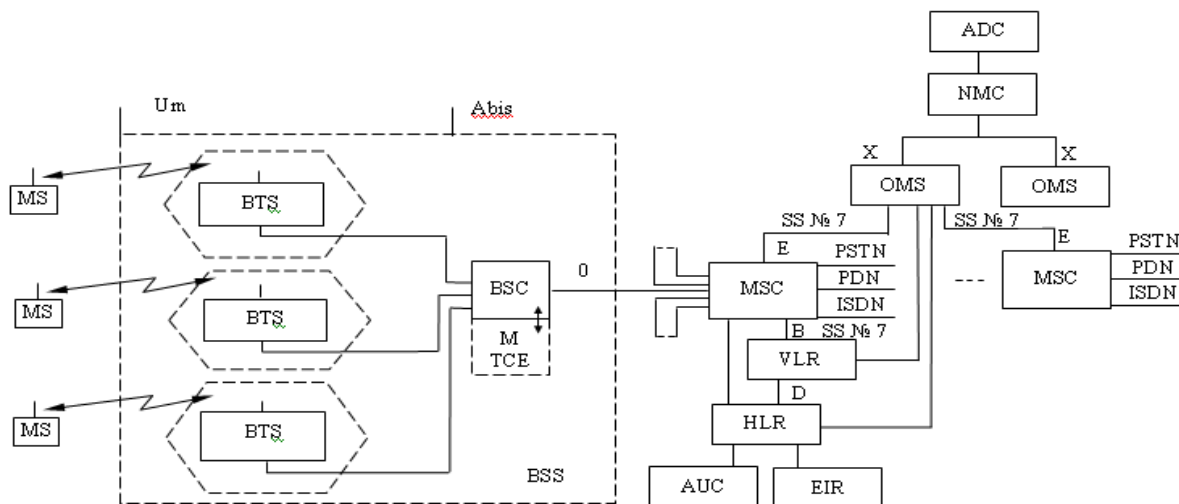 ADC
NMC
X X
OMS OMS
SS № 7 SS № 7
Um Abis
MS BTS
MS BTS
MS BTS
BSC
M
TCE
BSS
0
E
MSC
PSTN
PDN
ISDN
B SS № 7
VLR
D
HLR
AUC EIR
---
E
MSC
PSTN
PDN
ISDN